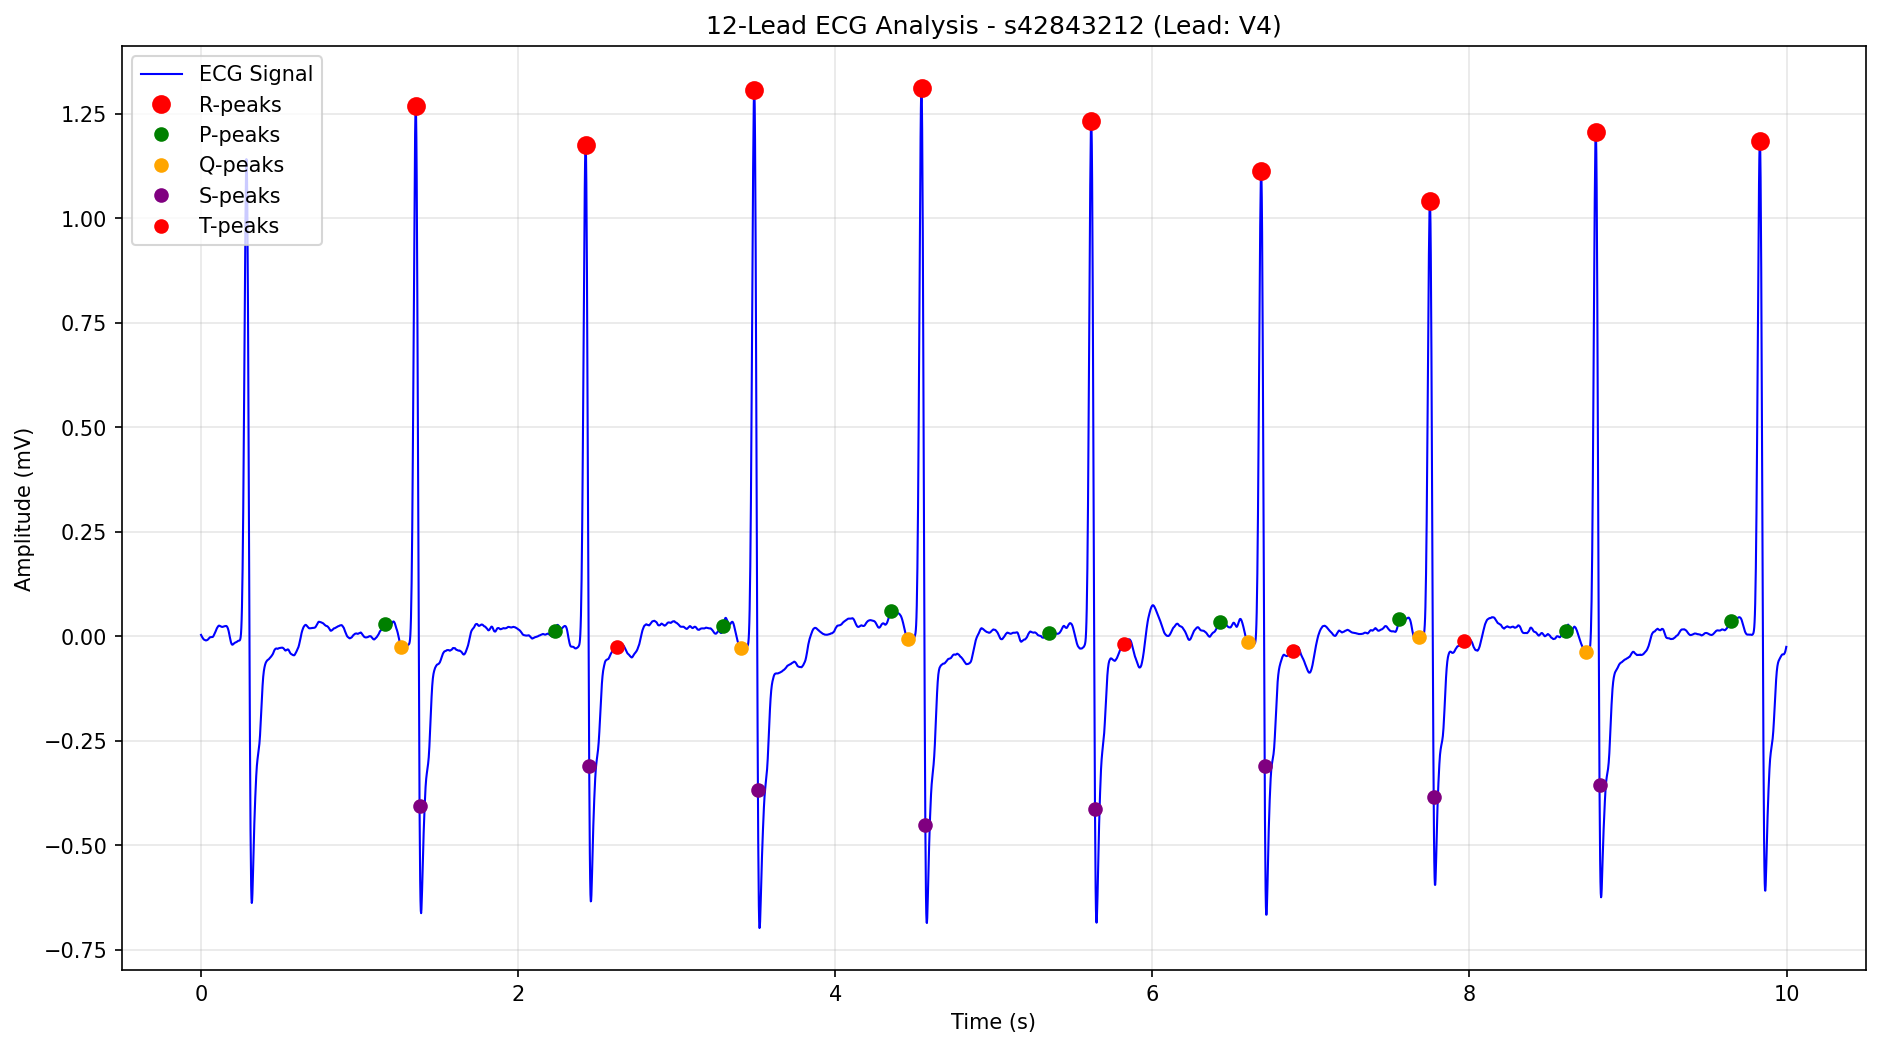 12-Lead ECG Analysis - s42843212 (Lead: V4)
ECG Signal
R-peaks
P-peaks
Q-peaks
S-peaks
T-peaks
1.25
1.00
0.75
0.50
0.25
0.00
−0.25
−0.50
−0.75
Amplitude (mV)
0 2 4 6 8 10
Time (s)